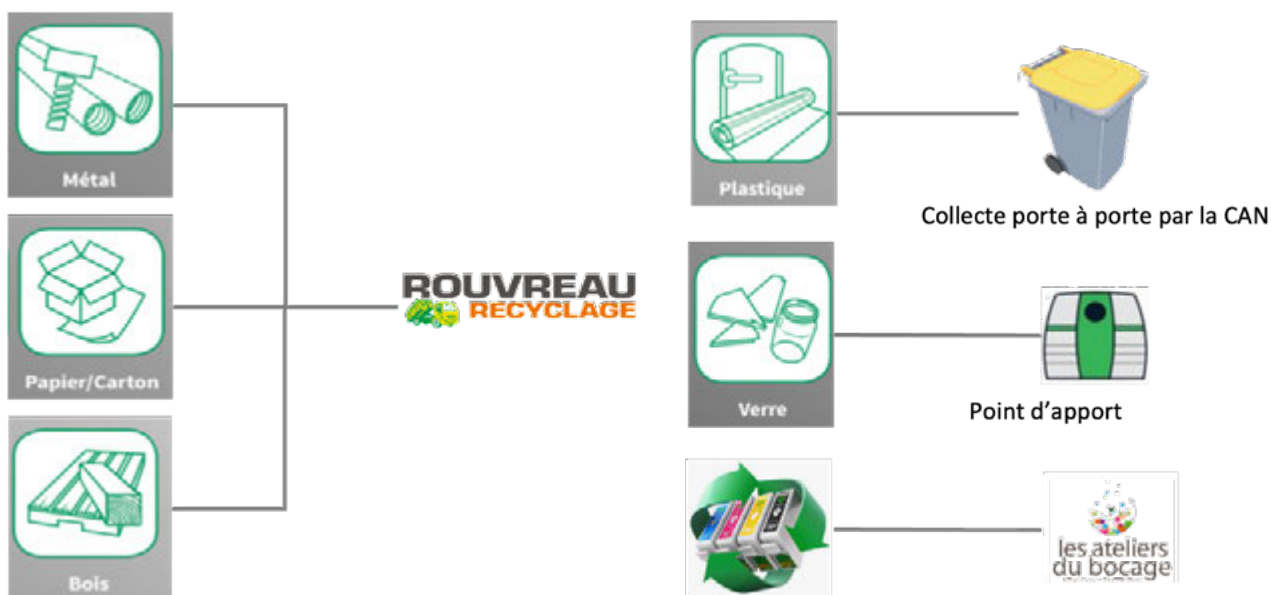 Métal
Papier/Carton
Bois
ROUVREAU
RECYCLAGE
Plastique
Collecte porte à porte par la CAN
Verre
Point d’apport
les ateliers
du bocage